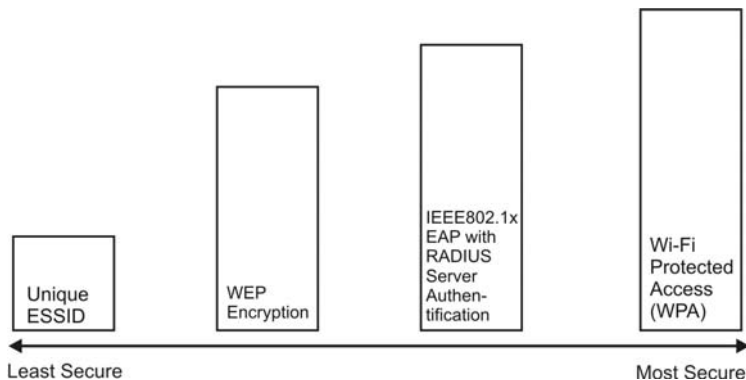 Unique
ESSID
WEP
Encryption
IEEE802.1x
EAP with
RADIUS
Server
Authen-
tification
Wi-Fi
Protected
Access
(WPA)
Least Secure
Most Secure